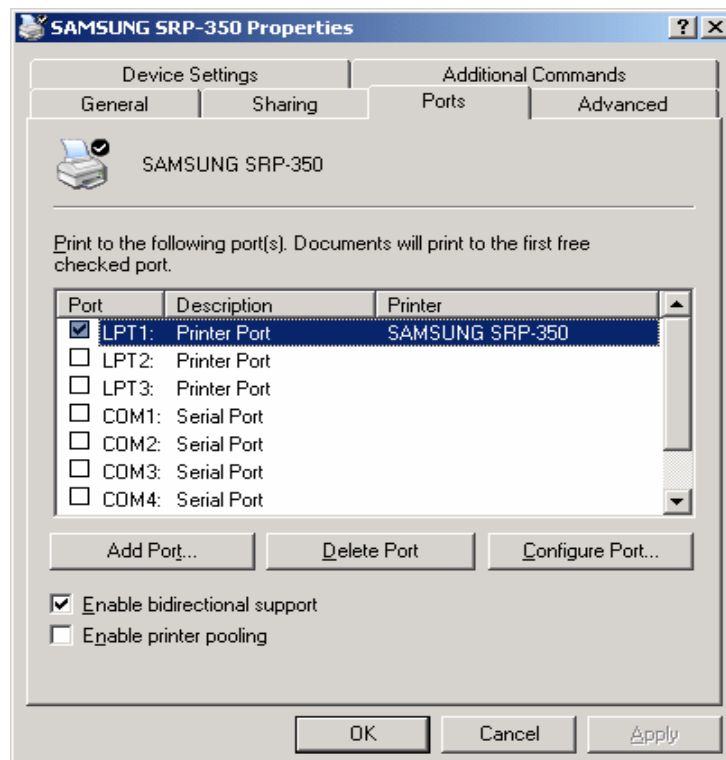 SAMSUNG SRP-350 Properties
Device Settings Additional Commands
General Sharing Ports Advanced
SAMSUNG SRP-350
Print to the following port(s). Documents will print to the first free
checked port.
Port Description Printer
LPT1: Printer Port SAMSUNG SRP-350
LPT2: Printer Port
LPT3: Printer Port
COM1: Serial Port
COM2: Serial Port
COM3: Serial Port
COM4: Serial Port
Add Port... Delete Port Configure Port...
Enable bidirectional support
Enable printer pooling
OK Cancel Apply